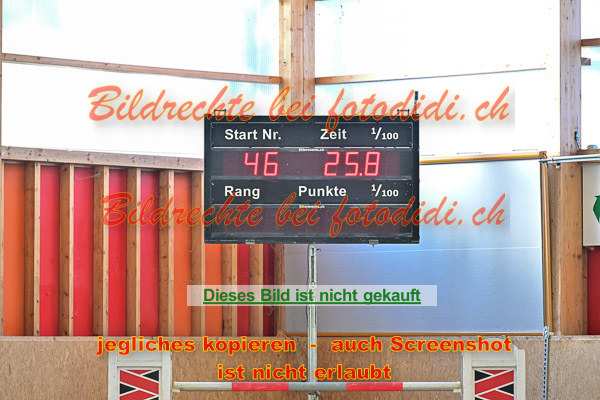 Bildrechte bei fotodidi.ch
Start Nr. Zeit 1/100
46 25.8
Rang Punkte 1/100
Bildrechte bei fotodidi.ch
Dieses Bild ist nicht gekauft
jegliches kopieren - auch Screenshot
ist nicht erlaubt